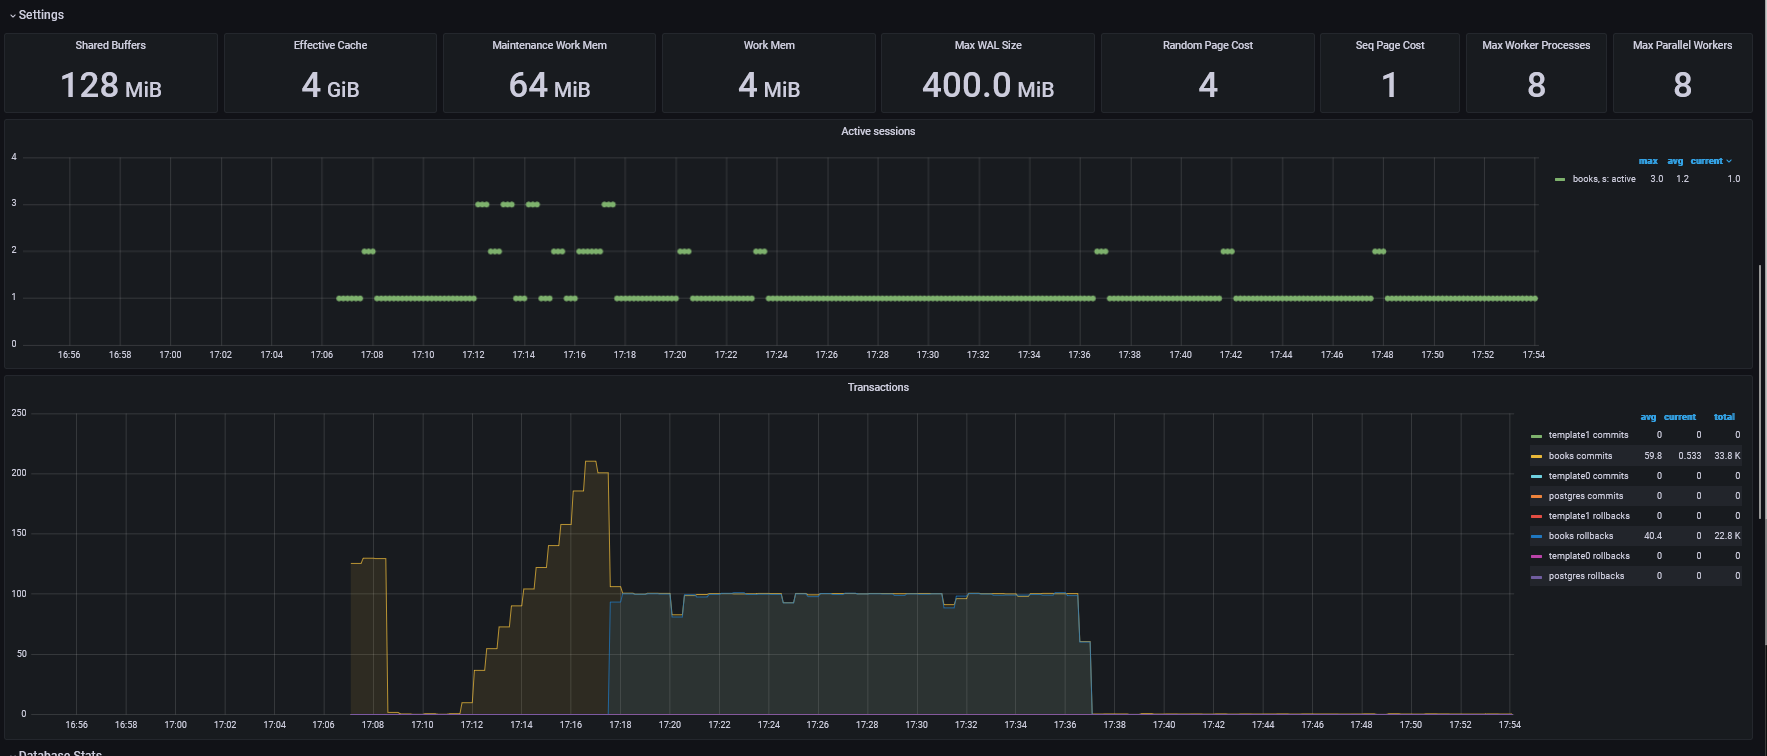 Settings
Shared Buffers Effective Cache Maintenance Work Mem Work Mem Max WAL Size Random Page Cost Seq Page Cost Max Worker Processes Max Parallel Workers
128 MiB 4 GiB 64 MiB 4 MiB 400.0 MiB 4 1 8 8
Active sessions
max avg current
books, s: active 3.0 1.2 1.0
4
3
2
1
0
16:56 16:58 17:00 17:02 17:04 17:06 17:08 17:10 17:12 17:14 17:16 17:18 17:20 17:22 17:24 17:26 17:28 17:30 17:32 17:34 17:36 17:38 17:40 17:42 17:44 17:46 17:48 17:50 17:52 17:54
Transactions
avg current total
template1 commits 0 0 0
books commits 59.8 0.533 33.8 K
template0 commits 0 0 0
postgres commits 0 0 0
template1 rollbacks 0 0 0
books rollbacks 40.4 0 22.8 K
template0 rollbacks 0 0 0
postgres rollbacks 0 0 0
250
200
150
100
50
0
16:56 16:58 17:00 17:02 17:04 17:06 17:08 17:10 17:12 17:14 17:16 17:18 17:20 17:22 17:24 17:26 17:28 17:30 17:32 17:34 17:36 17:38 17:40 17:42 17:44 17:46 17:48 17:50 17:52 17:54
Database Stats